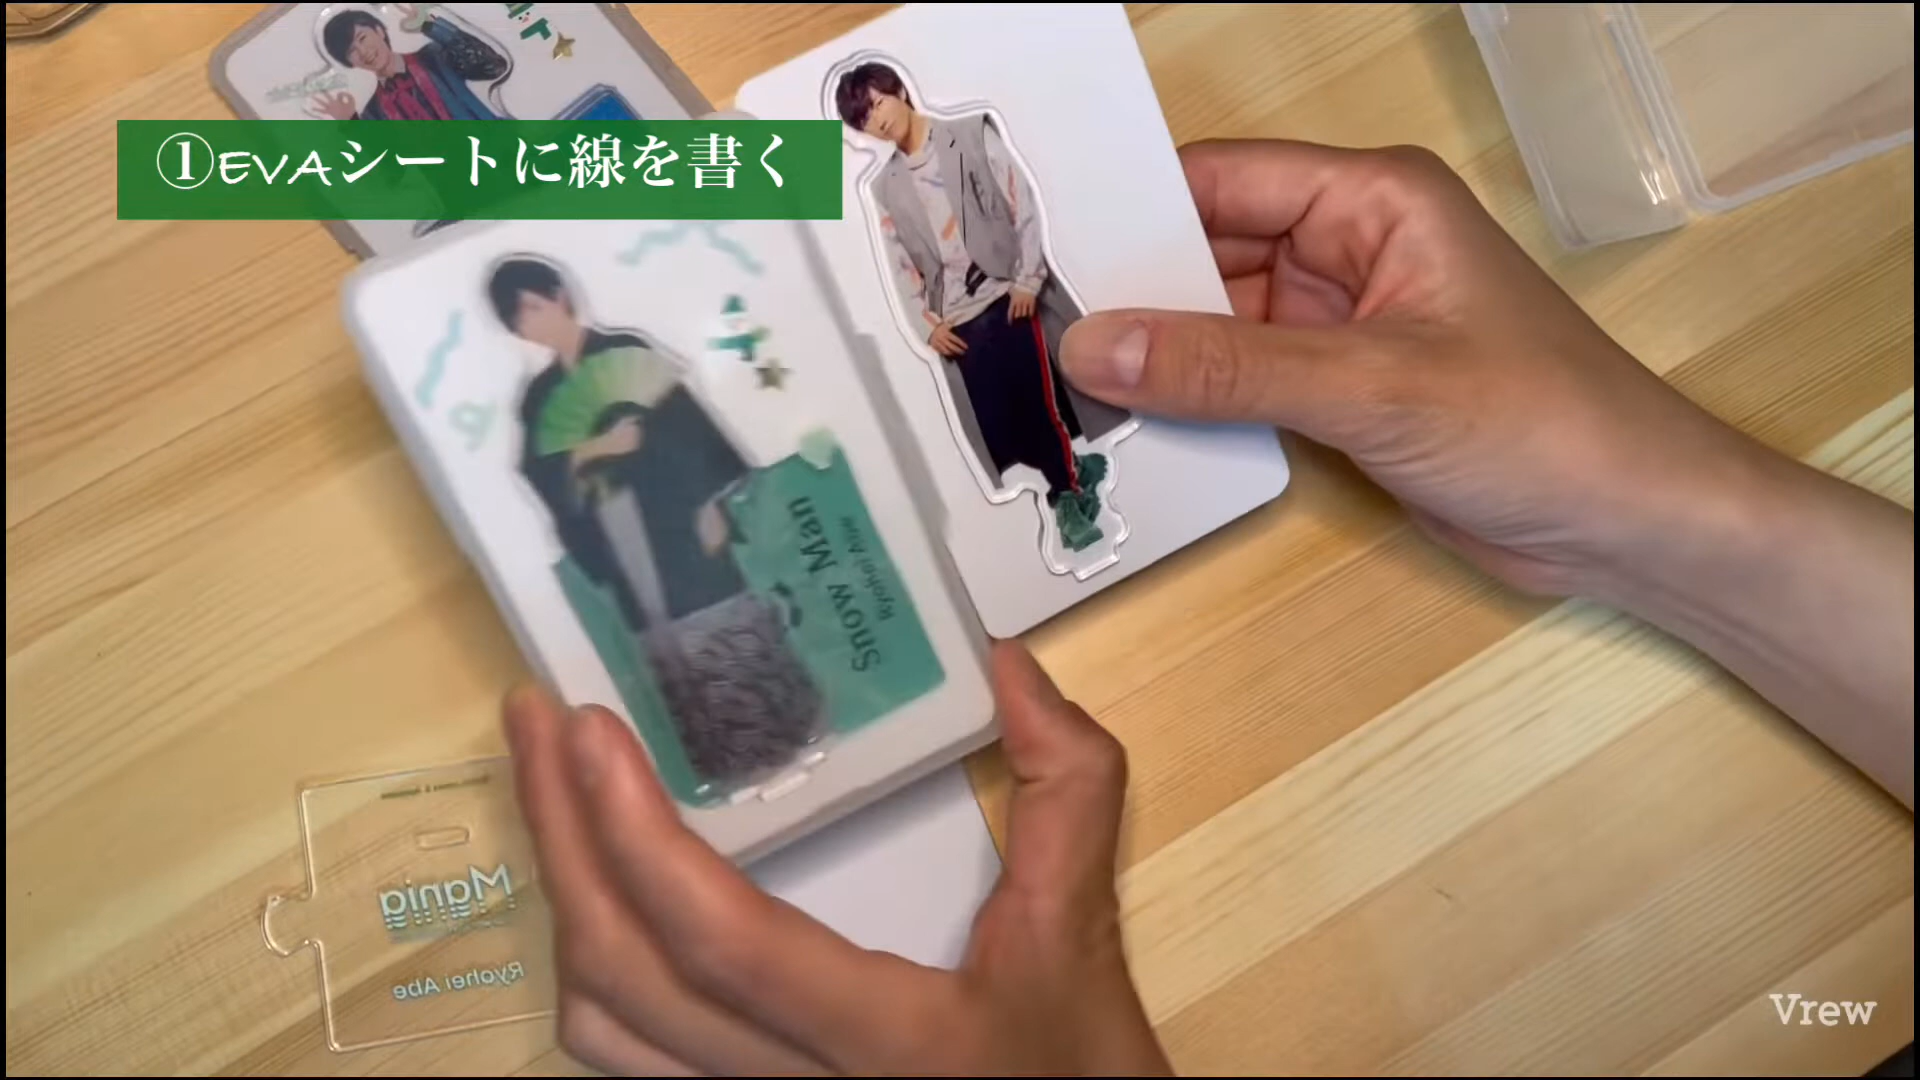 ①EVAシートに線を書く
Snow Man
Ryohei Abe
Mania
Ryohei Abe
Vrew